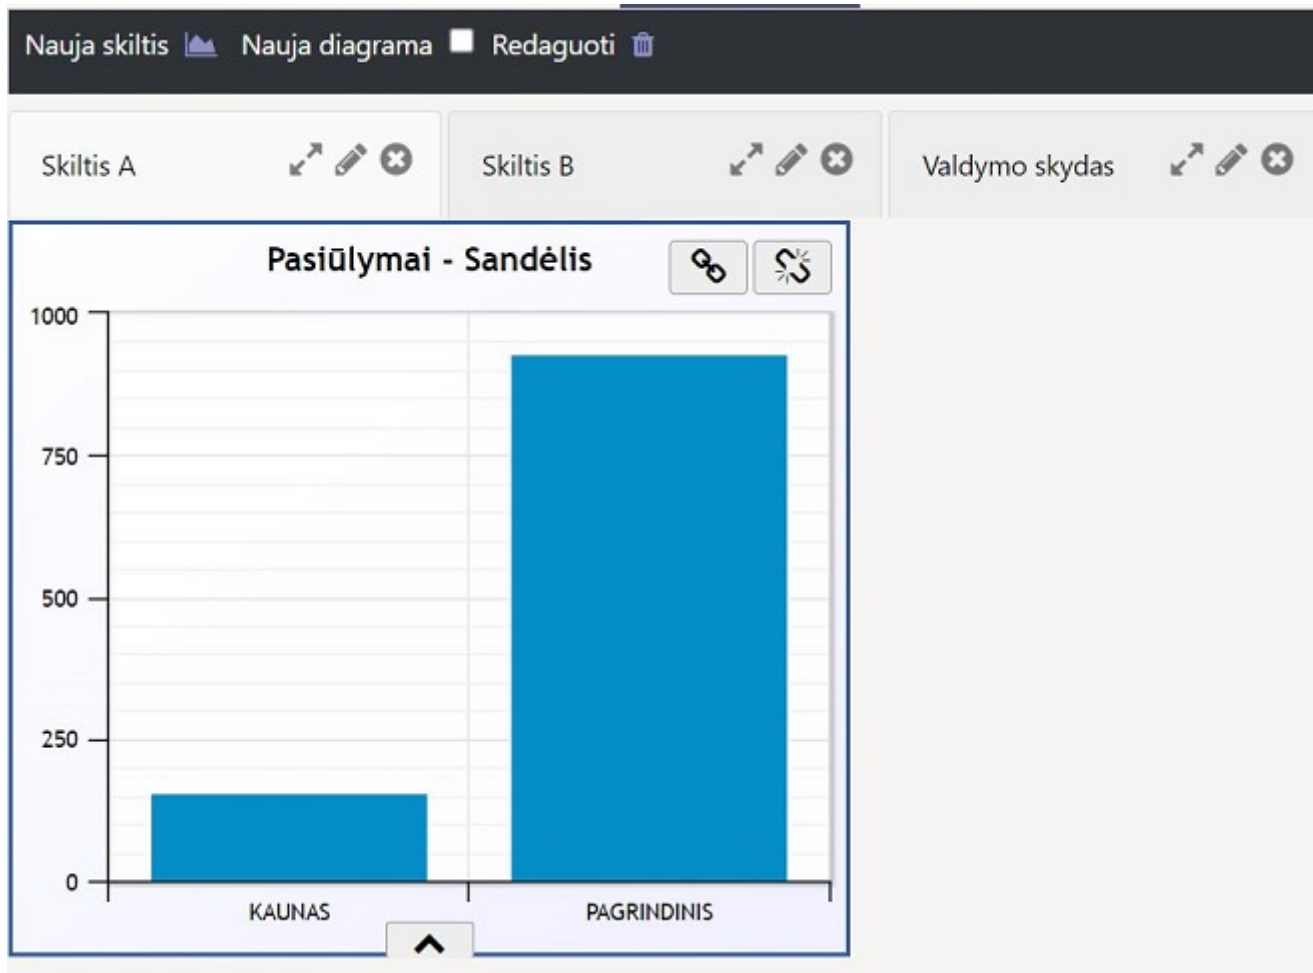 Nauja skiltis Nauja diagrama Redaguoti
Skiltis A Skiltis B Valdymo skydas
Pasiūlymai - Sandėlis
1000
750
500
250
0
KAUNAS PAGRINDINIS